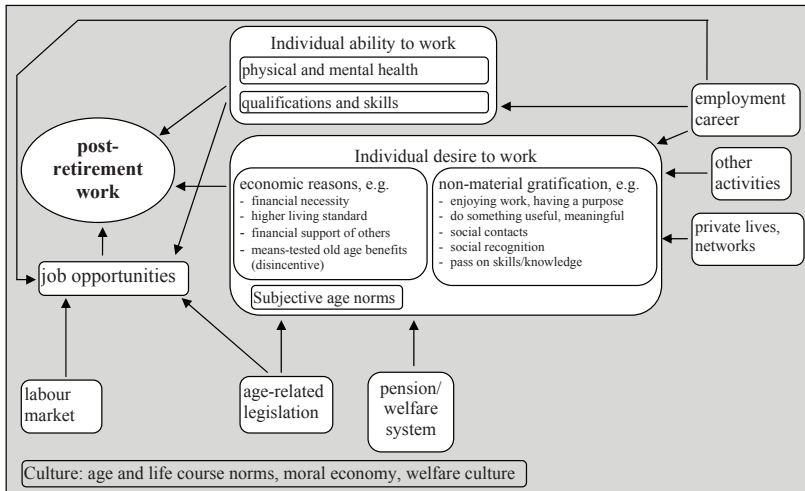 Individual ability to work
physical and mental health
qualifications and skills
employment
career
post-
retirement
work
Individual desire to work
economic reasons, e.g.
- financial necessity
- higher living standard
- financial support of others
- means-tested old age benefits
(disincentive)
non-material gratification, e.g.
- enjoying work, having a purpose
- do something useful, meaningful
- social contacts
- social recognition
- pass on skills/knowledge
other
activities
private lives,
networks
job opportunities
Subjective age norms
labour
market
age-related
legislation
pension/
welfare
system
Culture: age and life course norms, moral economy, welfare culture